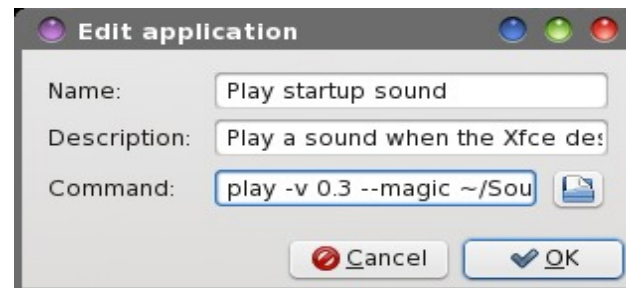 Edit application
Name: Play startup sound
Description: Play a sound when the Xfce des
Command: play -v 0.3 --magic ~/Sou
Cancel OK